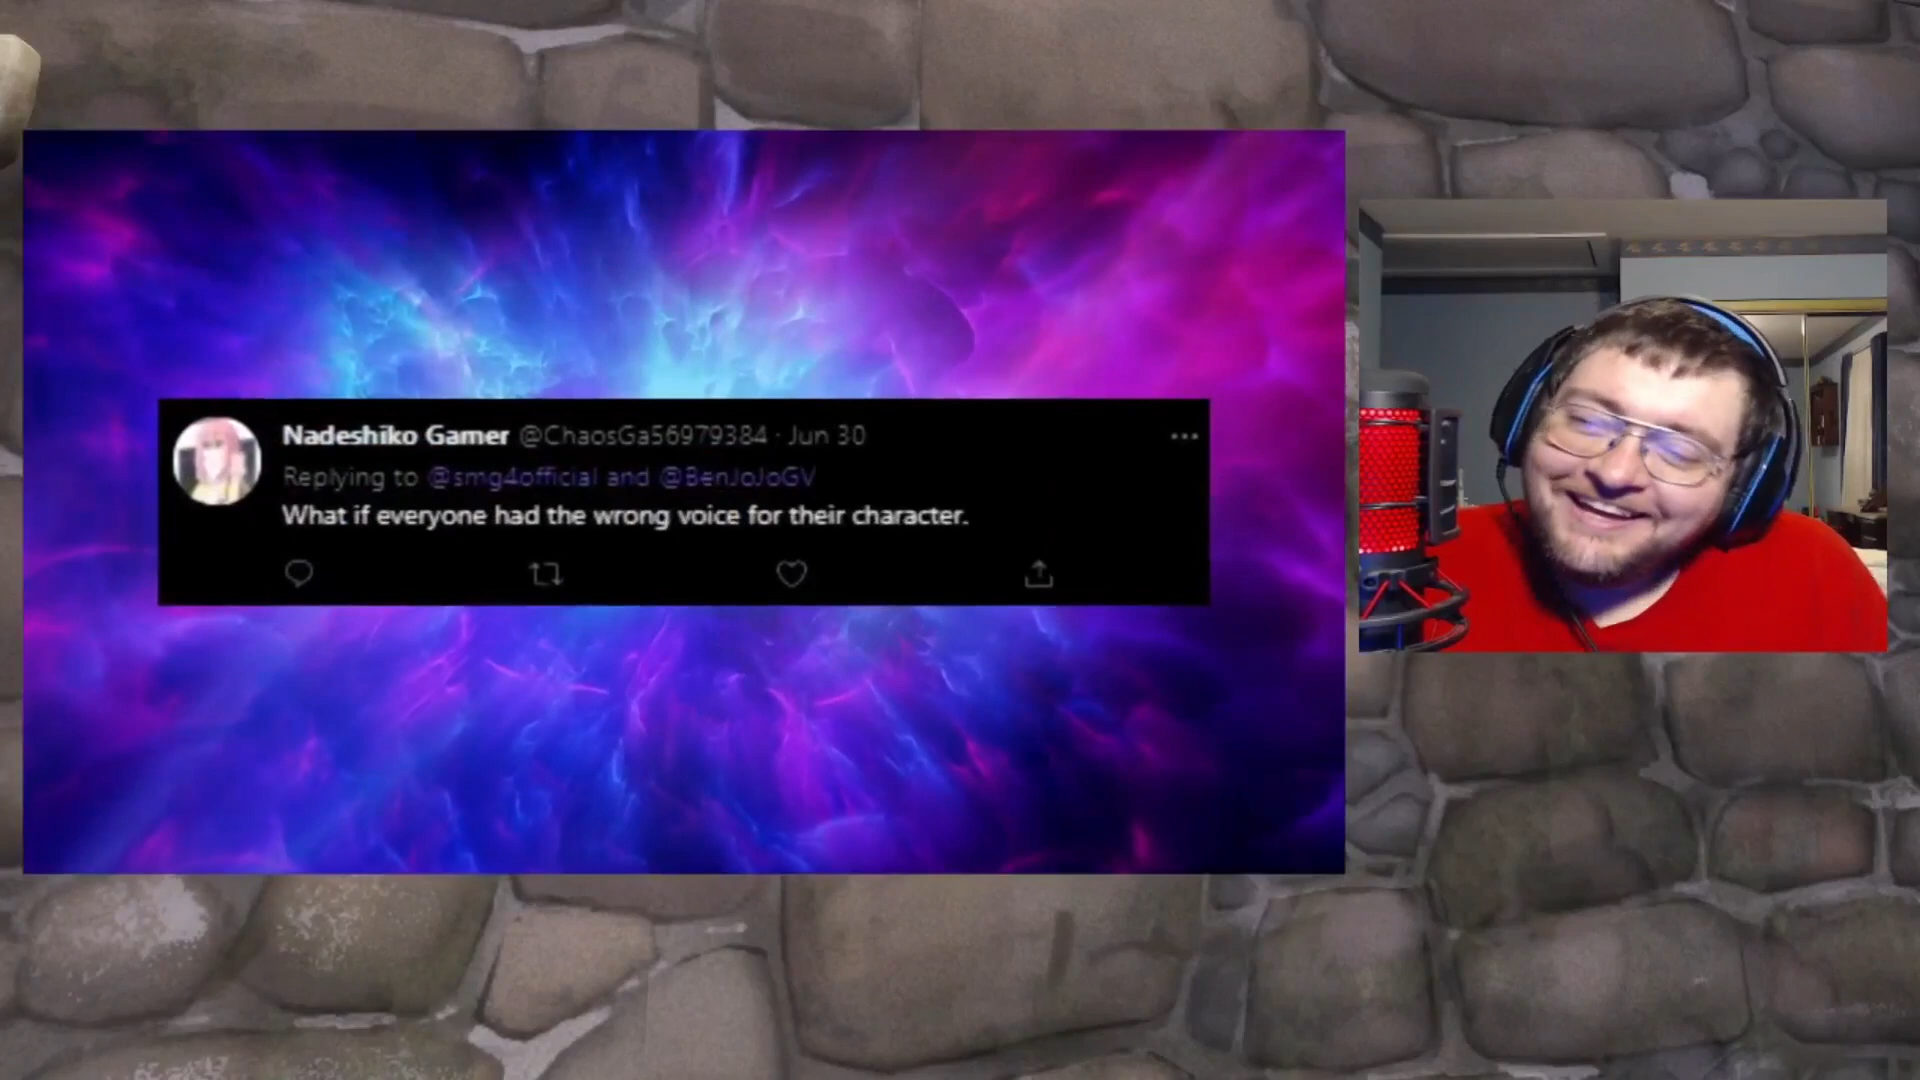 Nadeshiko Gamer @ChaosGa56979384 · Jun 30
Replying to @smg4official and @BenJoJoGV
What if everyone had the wrong voice for their character.